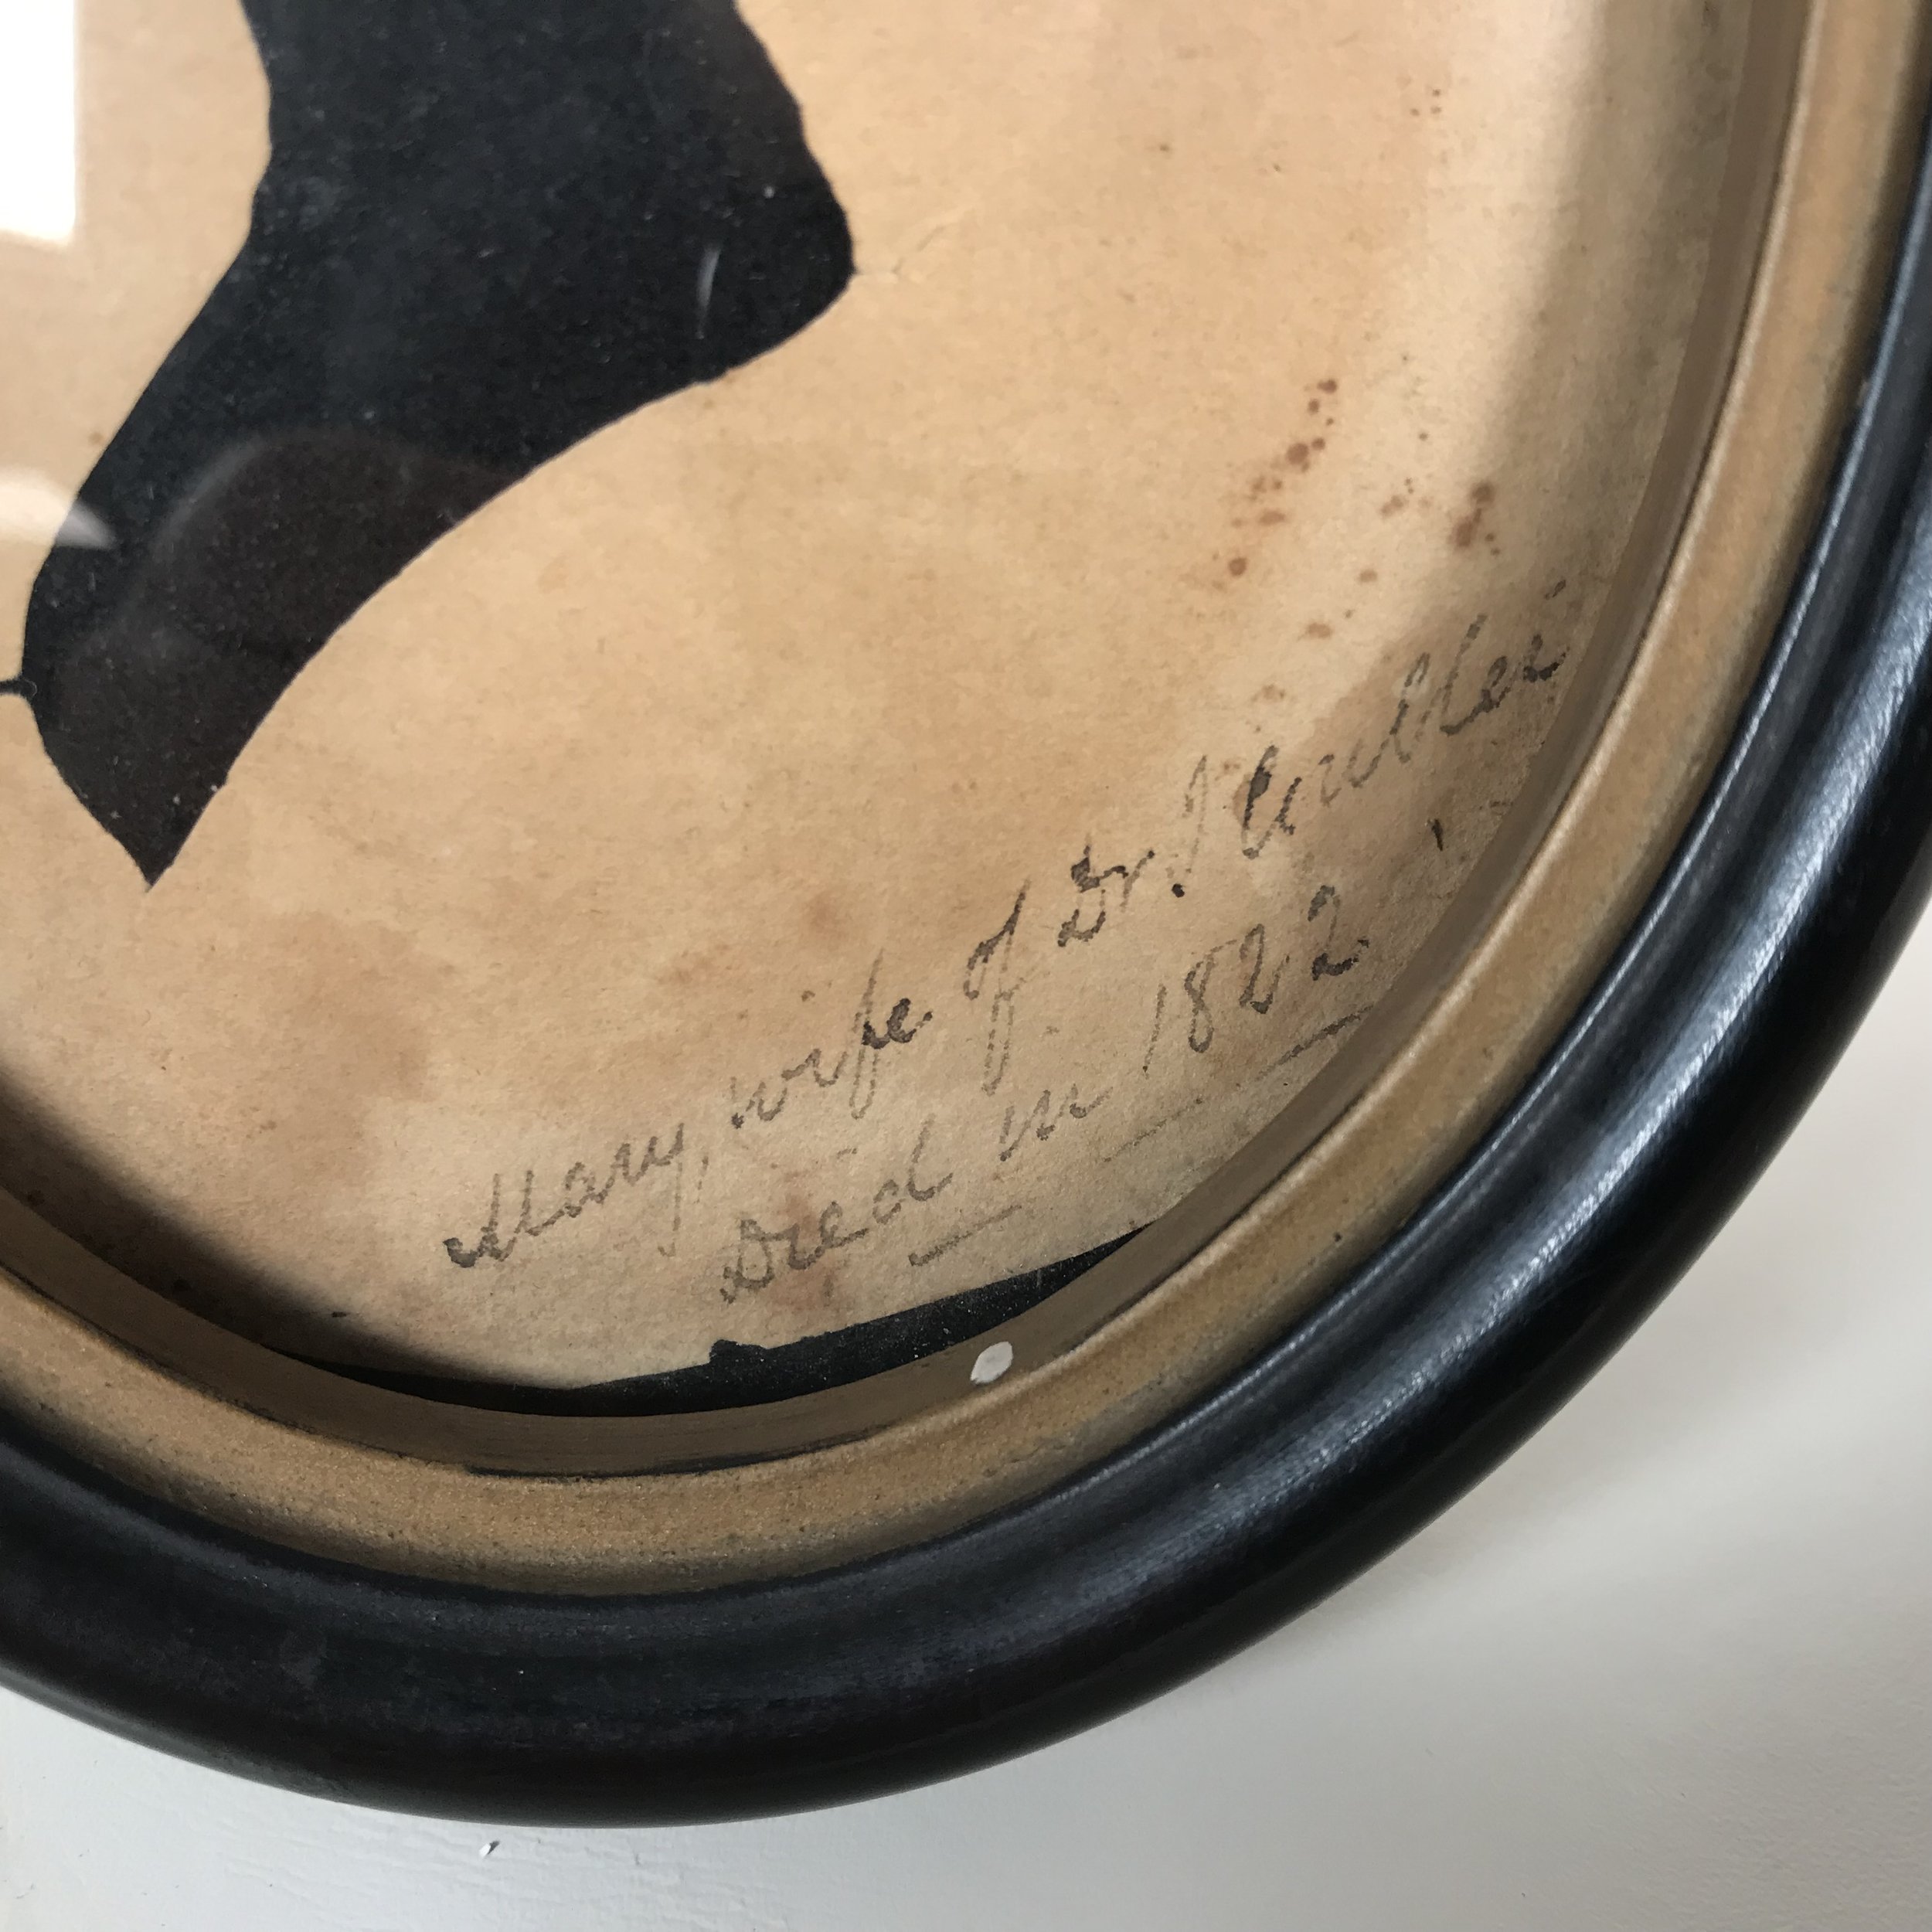 Mary, wife of Dr. J
Died in 1822